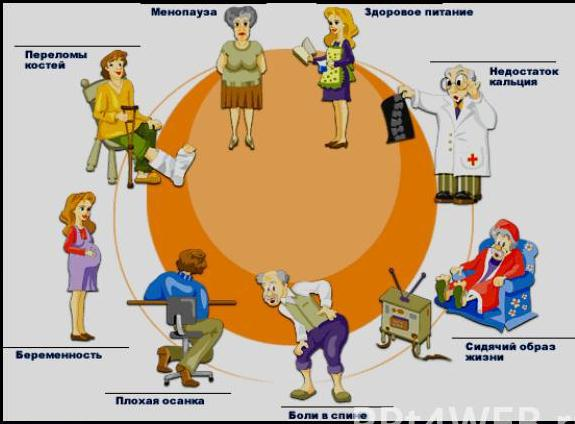 Менопауза
Здоровое питание
Переломы
костей
Недостаток
кальция
Беременность
Сидячий образ
жизни
Плохая осанка
Боли в спине